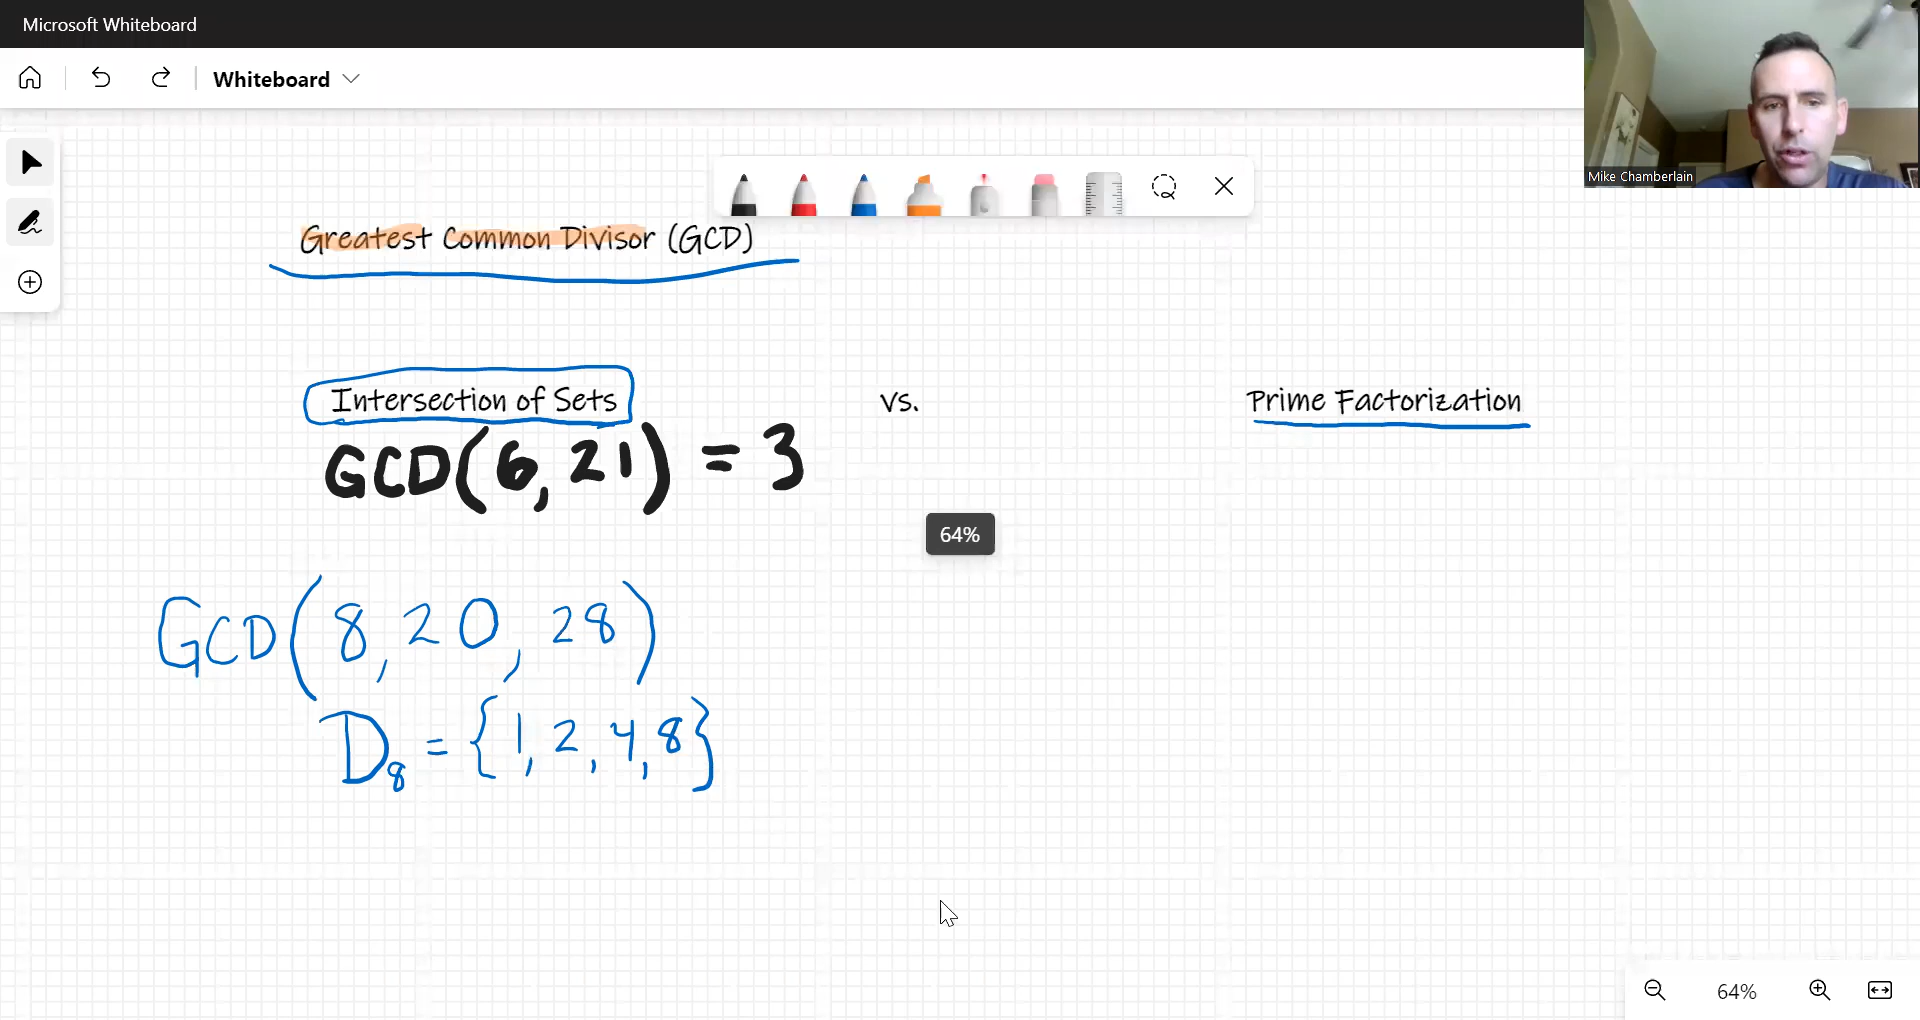 Microsoft Whiteboard
Whiteboard
Mike Chamberlain
Greatest Common Divisor (GCD)
Intersection of Sets
vs.
Prime Factorization
GCD(6, 21) = 3
64%
GCD(8, 20, 28)
D₈ = {1, 2, 4, 8}
64%